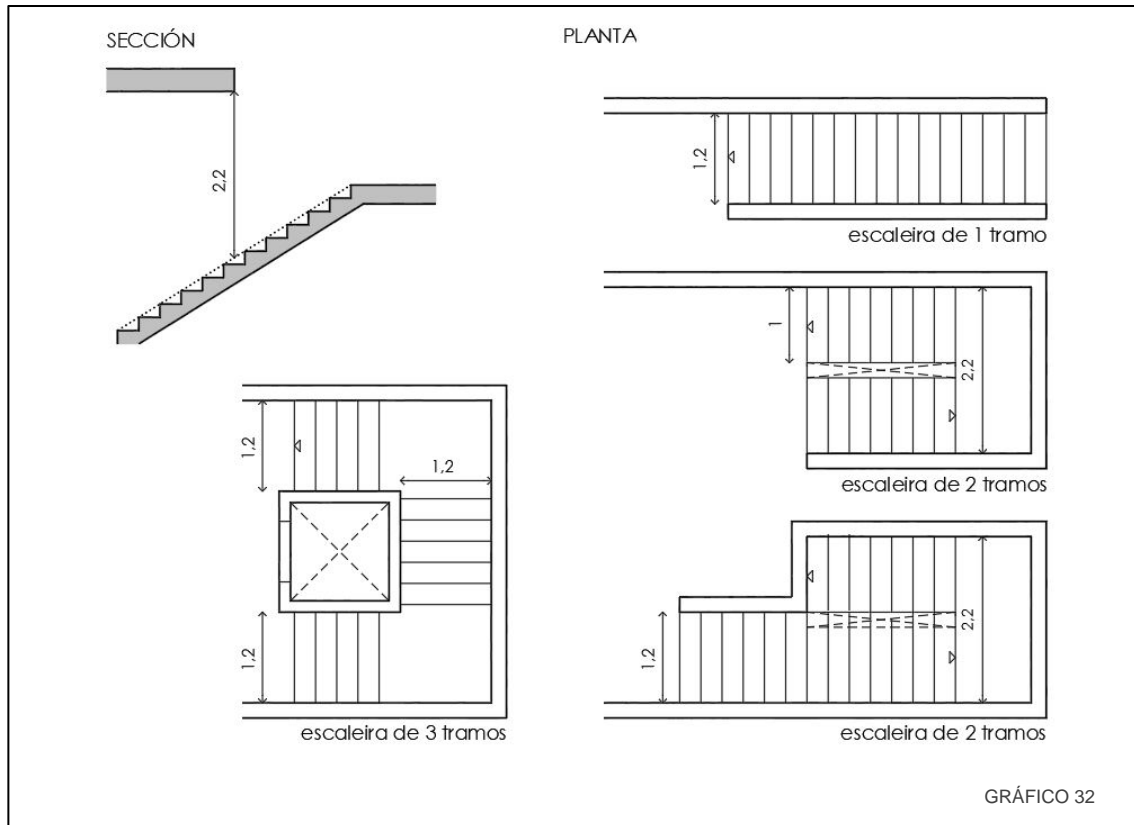 SECCIÓN
PLANTA
2,2
1,2
escaleira de 1 tramo
1
2,2
escaleira de 2 tramos
1,2
1,2
1,2
escaleira de 3 tramos
1,2
2,2
escaleira de 2 tramos
GRÁFICO 32